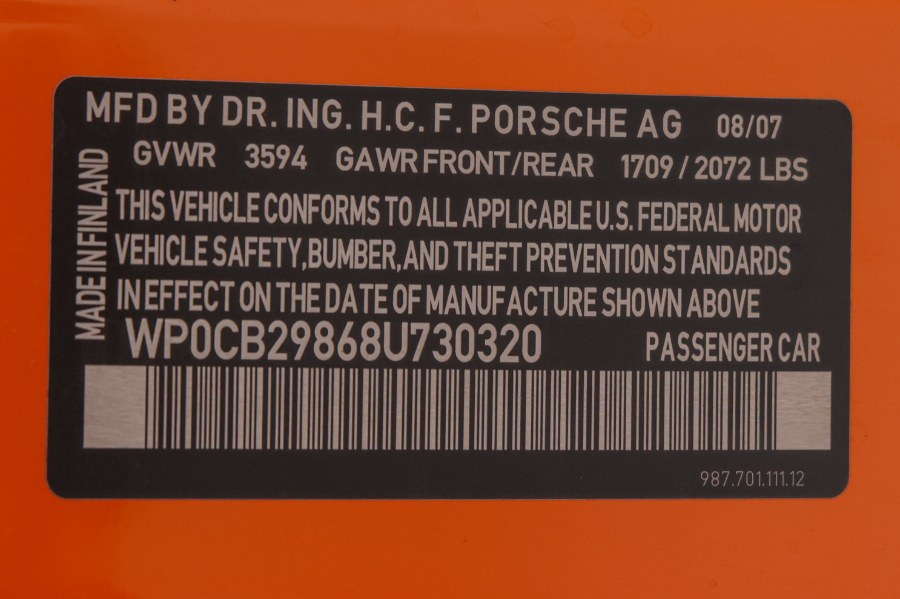 MFD BY DR. ING. H.C. F. PORSCHE AG 08/07
GVWR 3594 GAWR FRONT/REAR 1709 / 2072 LBS
MADE IN FINLAND
THIS VEHICLE CONFORMS TO ALL APPLICABLE U.S. FEDERAL MOTOR
VEHICLE SAFETY, BUMBER, AND THEFT PREVENTION STANDARDS
IN EFFECT ON THE DATE OF MANUFACTURE SHOWN ABOVE
WP0CB29868U730320 PASSENGER CAR
987.701.111.12